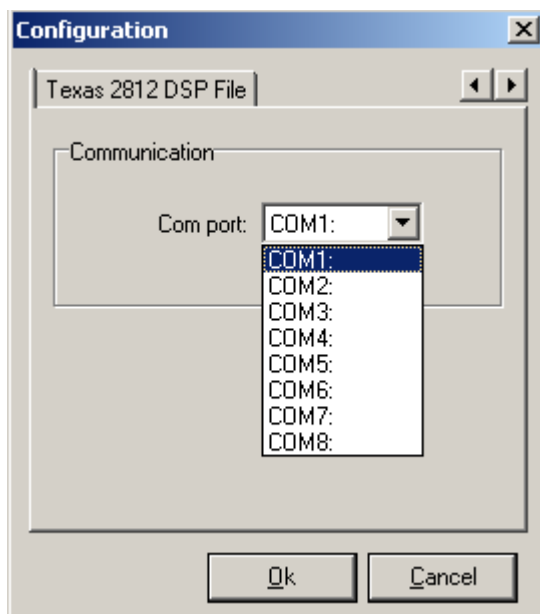 Configuration
Texas 2812 DSP File
Communication
Com port: COM1:
COM1:
COM2:
COM3:
COM4:
COM5:
COM6:
COM7:
COM8:
Ok Cancel